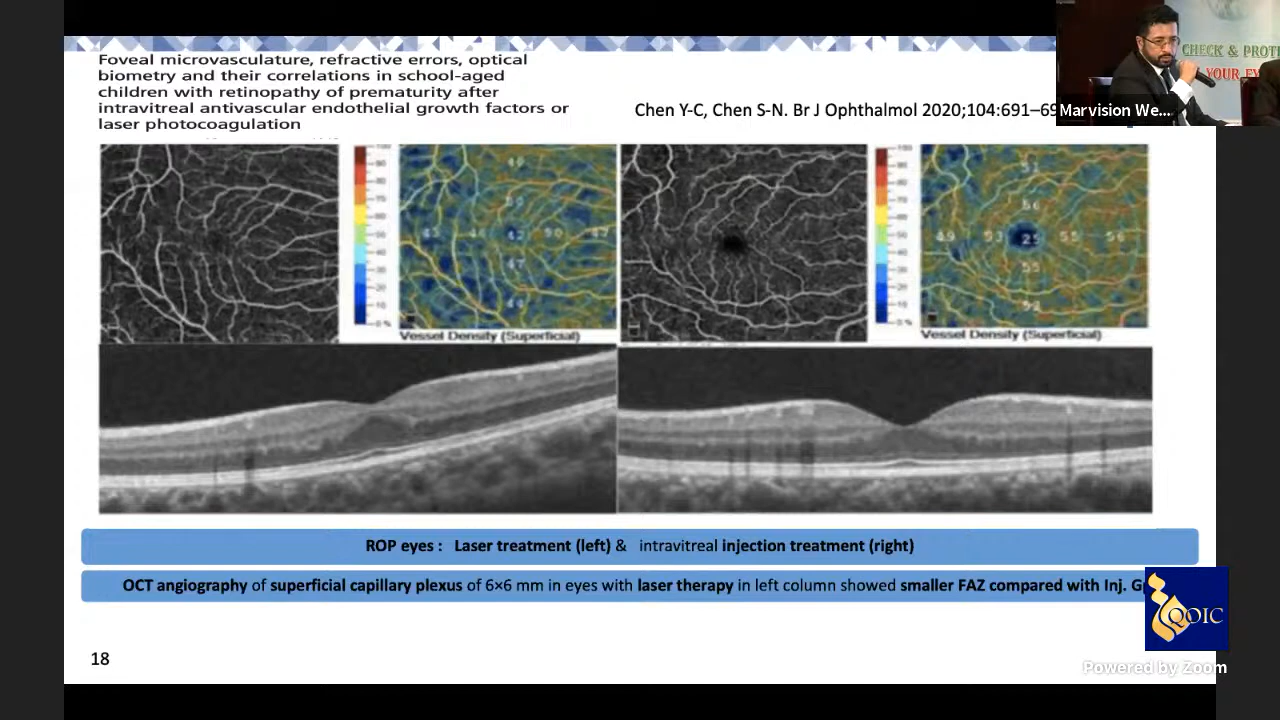 Foveal microvasculature, refractive errors, optical
biometry and their correlations in school-aged
children with retinopathy of prematurity after
intravitreal antivascular endothelial growth factors or
laser photocoagulation
Chen Y-C, Chen S-N. Br J Ophthalmol 2020;104:691–69
CHECK & PROT
YOUR EY
Marvision We...
Vessel Density (Superficial)
Vessel Density (Superficial)
ROP eyes : Laser treatment (left) & intravitreal injection treatment (right)
OCT angiography of superficial capillary plexus of 6×6 mm in eyes with laser therapy in left column showed smaller FAZ compared with Inj. Gr
QOIC
Powered by Zoom
18